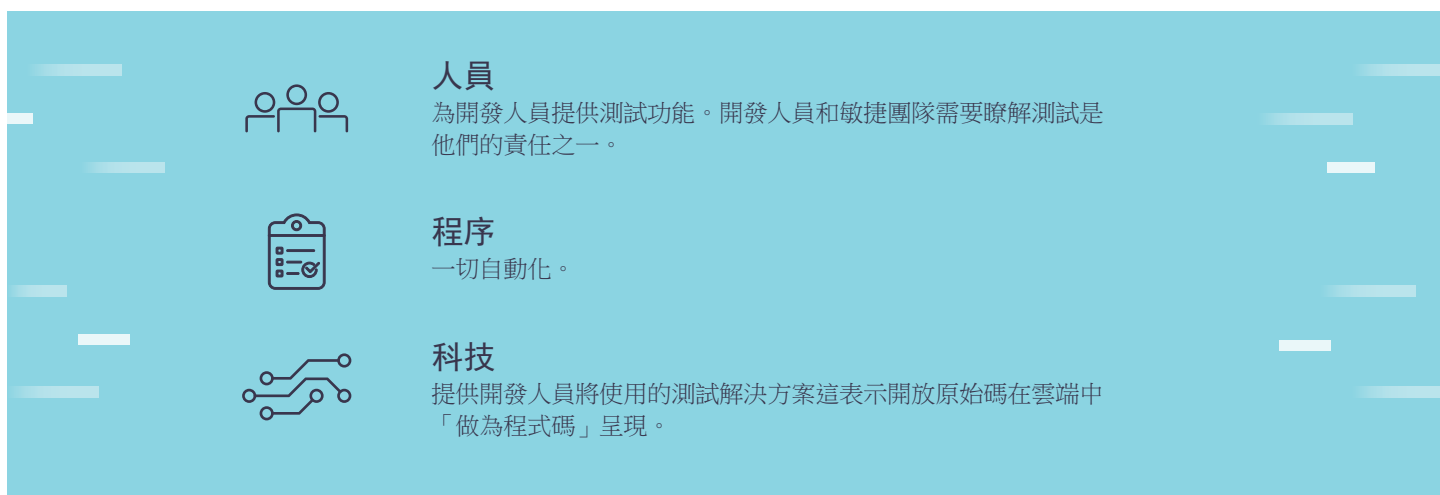 人員
為開發人員提供測試功能。開發人員和敏捷團隊需要瞭解測試是
他們的責任之一。
程序
一切自動化。
科技
提供開發人員將使用的測試解決方案這表示開放原始碼在雲端中
「做為程式碼」呈現。